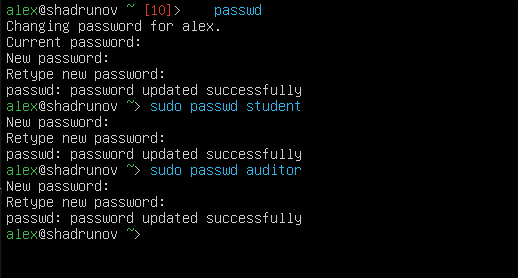 alex@shadrunov ~ [10]> passwd
Changing password for alex.
Current password:
New password:
Retype new password:
passwd: password updated successfully
alex@shadrunov ~> sudo passwd student
New password:
Retype new password:
passwd: password updated successfully
alex@shadrunov ~> sudo passwd auditor
New password:
Retype new password:
passwd: password updated successfully
alex@shadrunov ~>